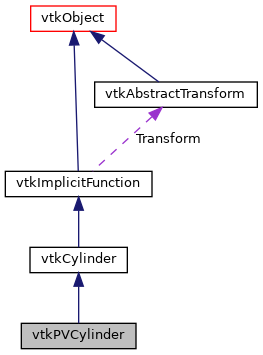 vtkObject
vtkAbstractTransform
Transform
vtkImplicitFunction
vtkCylinder
vtkPVCylinder